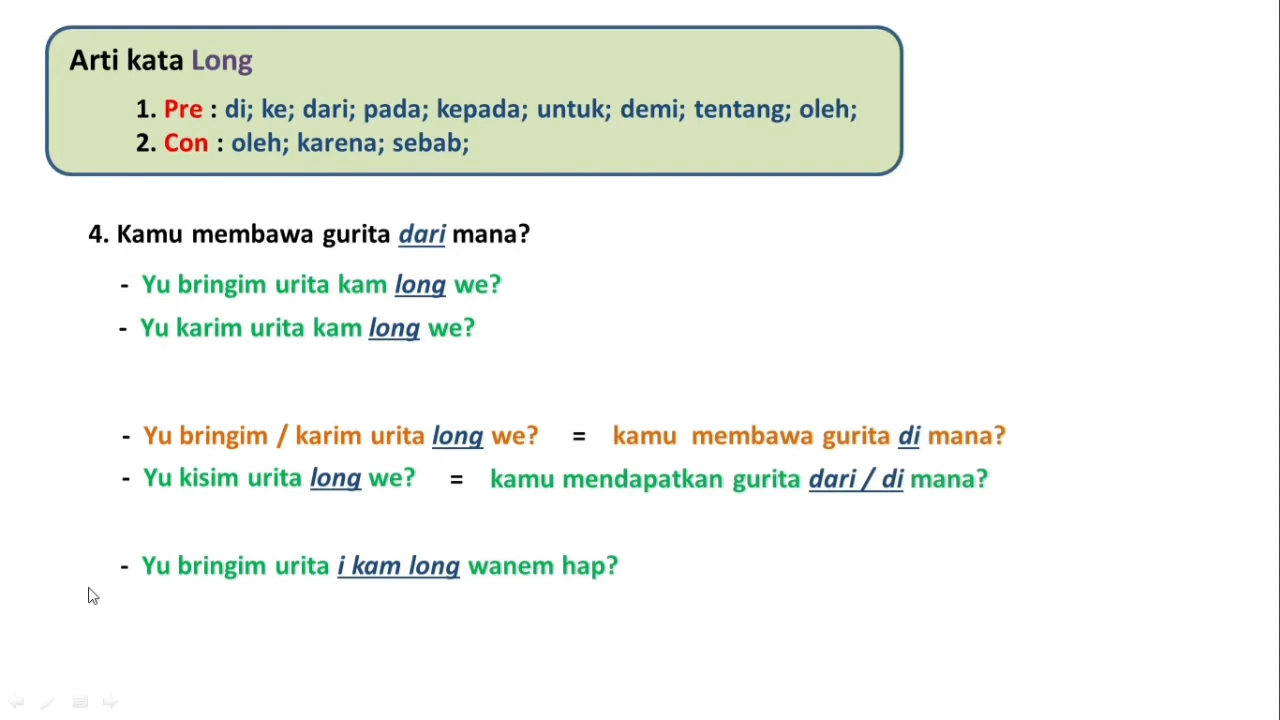 Arti kata Long
1. Pre : di; ke; dari; pada; kepada; untuk; demi; tentang; oleh;
2. Con : oleh; karena; sebab;
4. Kamu membawa gurita dari mana?
- Yu bringim urita kam long we?
- Yu karim urita kam long we?
- Yu bringim / karim urita long we? = kamu membawa gurita di mana?
- Yu kisim urita long we? = kamu mendapatkan gurita dari / di mana?
- Yu bringim urita i kam long wanem hap?